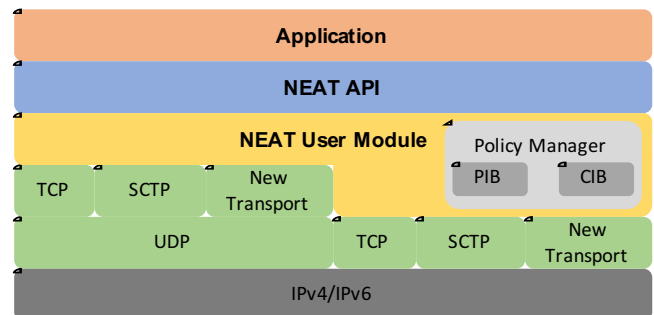 Application
NEAT API
NEAT User Module
Policy Manager
PIB
CIB
TCP
SCTP
New
Transport
UDP
TCP
SCTP
New
Transport
IPv4/IPv6